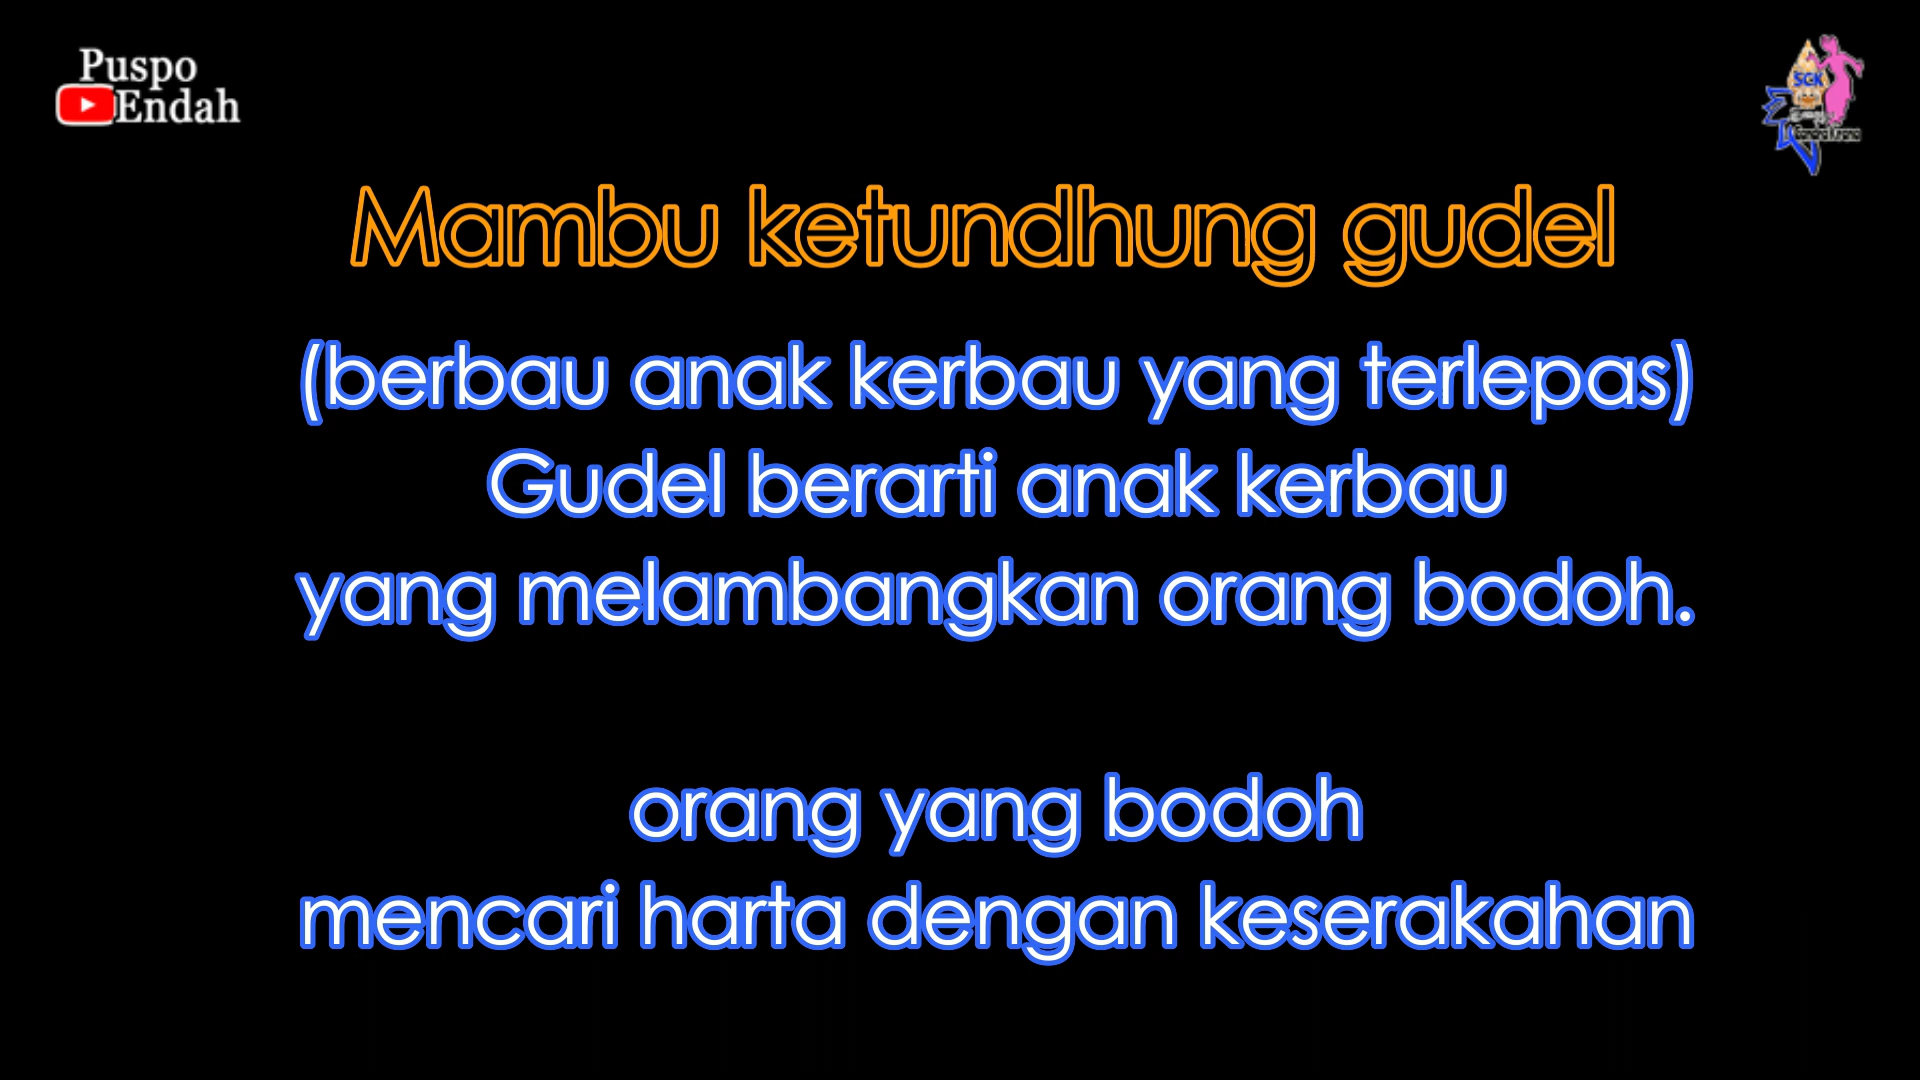 Puspo
Endah
SGK
Mambu ketundhung gudel
(berbau anak kerbau yang terlepas)
Gudel berarti anak kerbau
yang melambangkan orang bodoh.
orang yang bodoh
mencari harta dengan keserakahan